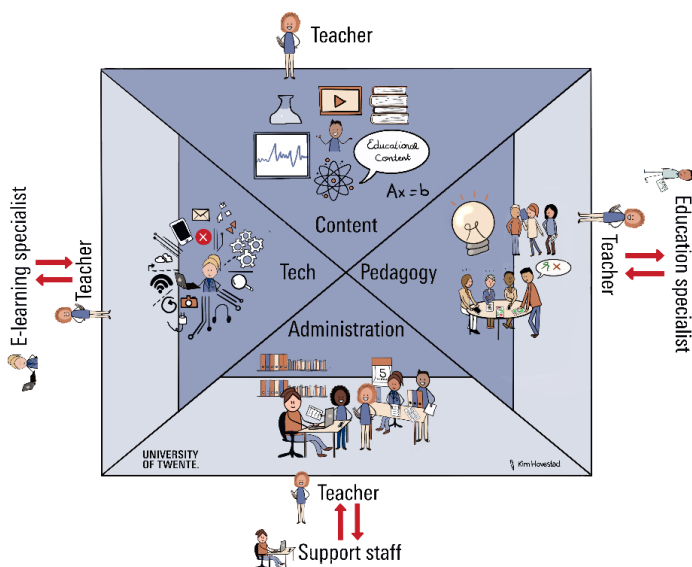 Teacher
Educational
Content
Ax=b
Content
Tech
Pedagogy
Administration
E-learning specialist
Teacher
Teacher
Education specialist
5
UNIVERSITY
OF TWENTE.
Kim Hovestad
Teacher
Support staff